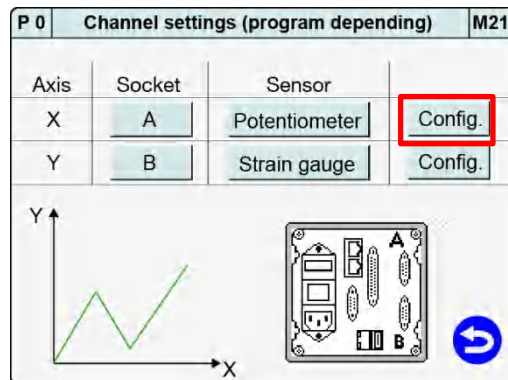 P 0 Channel settings (program depending) M21
Axis Socket Sensor
X A Potentiometer Config.
Y B Strain gauge Config.
Y
A
B
X